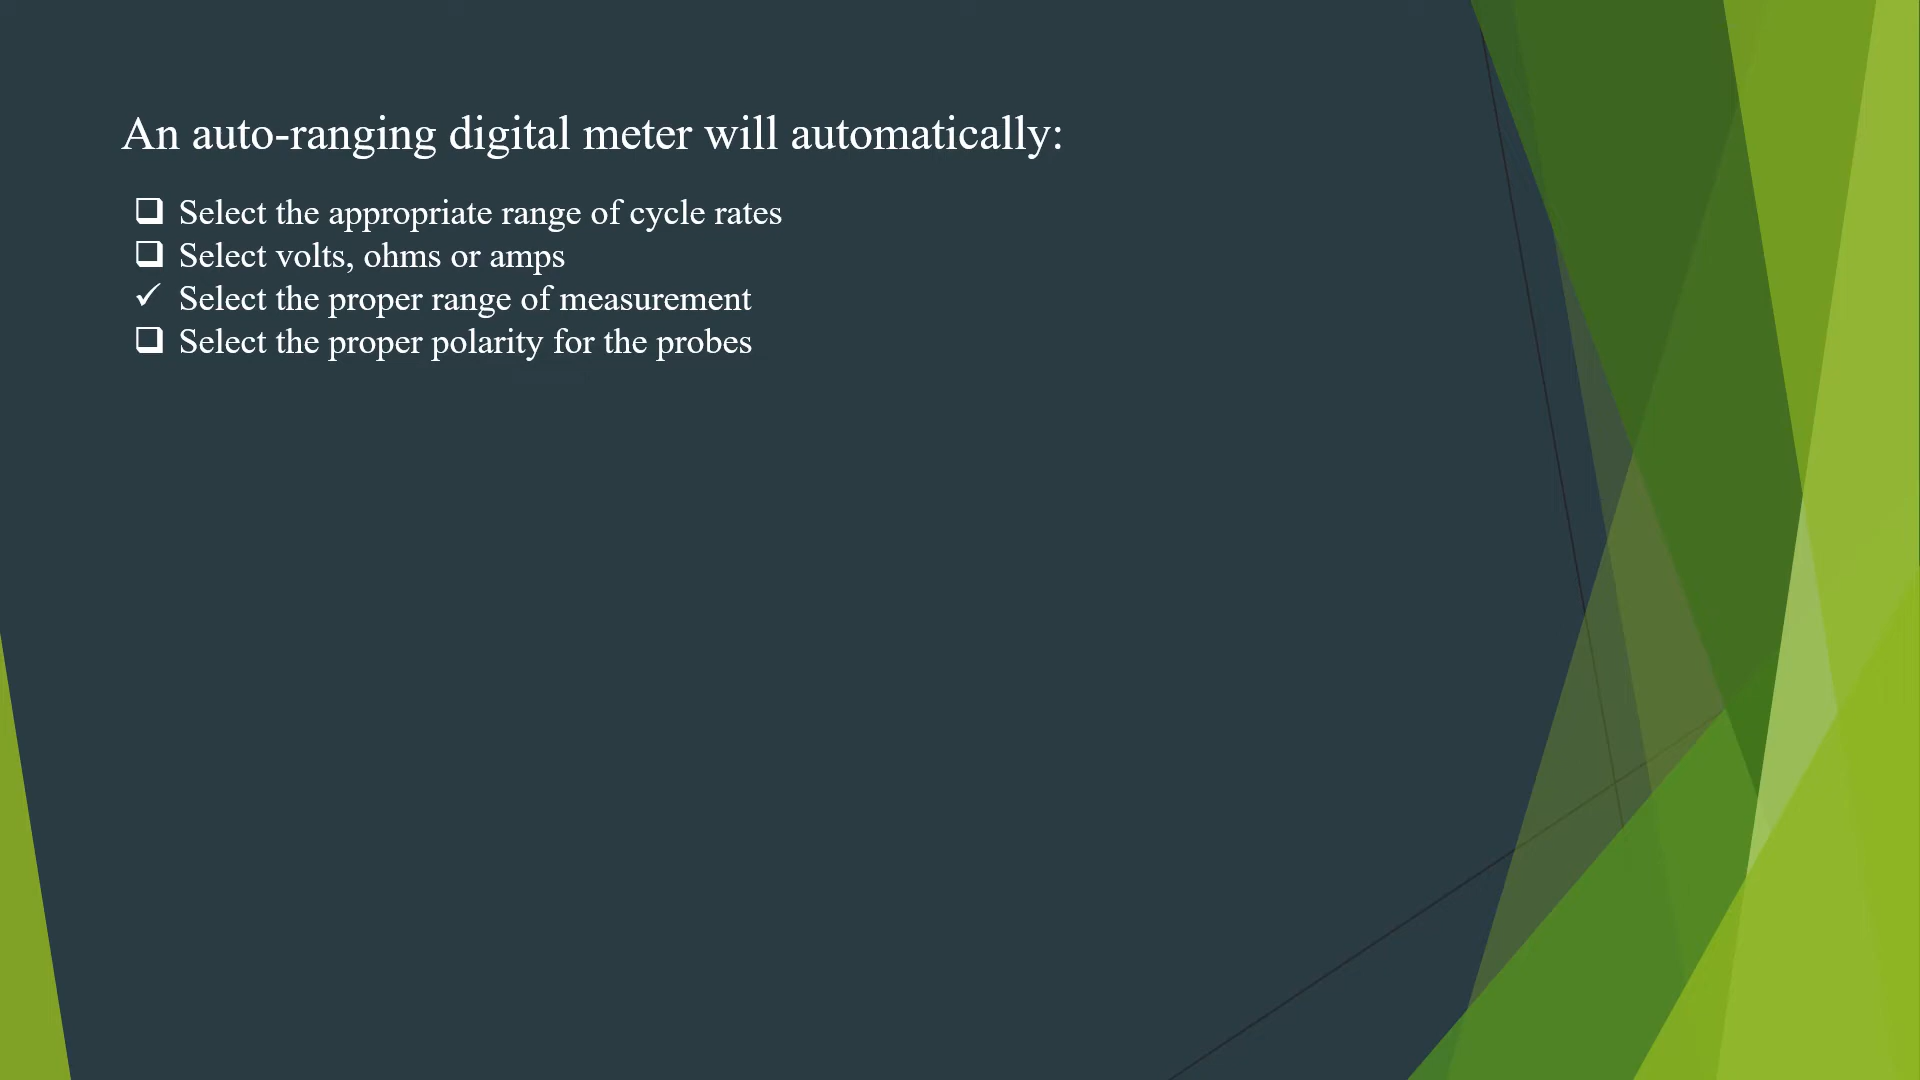 An auto-ranging digital meter will automatically:
❑ Select the appropriate range of cycle rates
❑ Select volts, ohms or amps
✓ Select the proper range of measurement
❑ Select the proper polarity for the probes